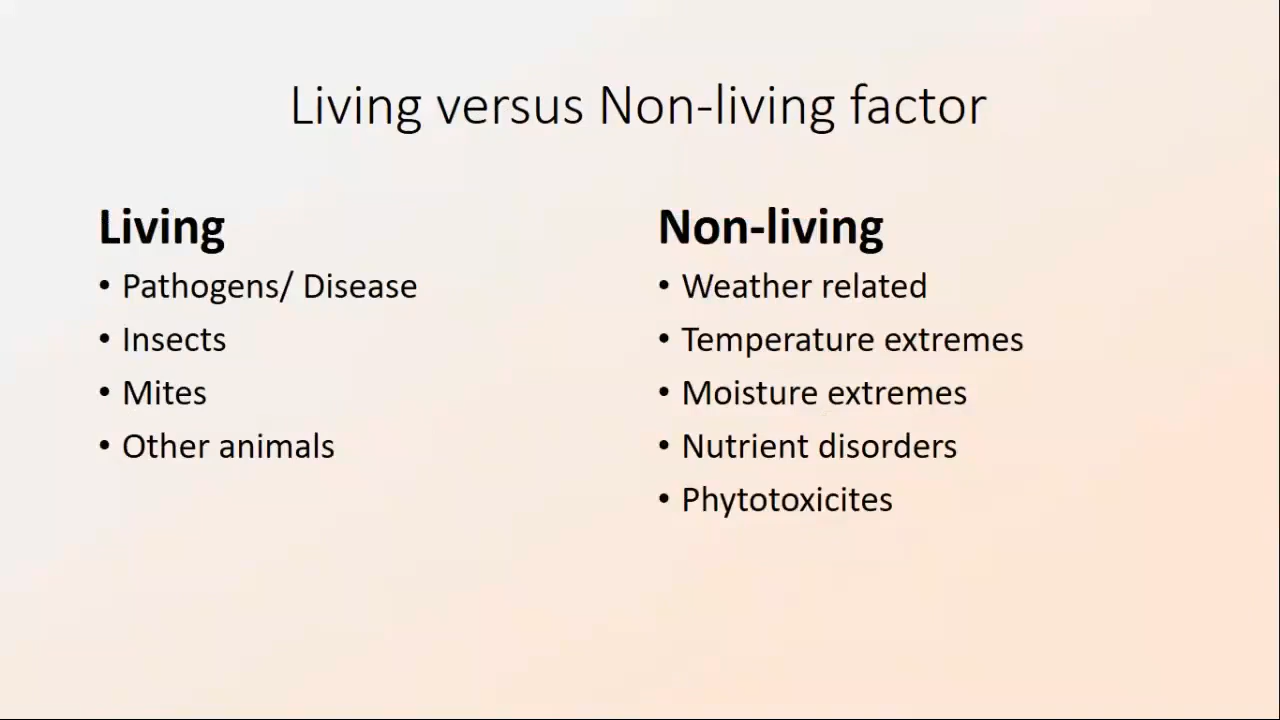 Living versus Non-living factor
Living
• Pathogens/ Disease
• Insects
• Mites
• Other animals
Non-living
• Weather related
• Temperature extremes
• Moisture extremes
• Nutrient disorders
• Phytotoxicites